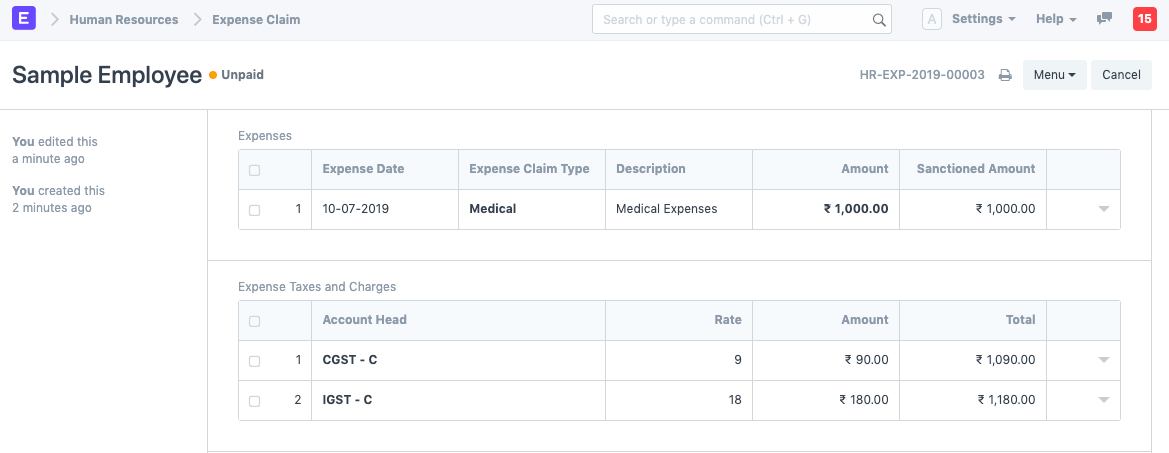 E Human Resources Expense Claim Search or type a command (Ctrl + G) A Settings Help 15
Sample Employee Unpaid HR-EXP-2019-00003 Menu Cancel
You edited this
a minute ago
You created this
2 minutes ago
Expenses
Expense Date Expense Claim Type Description Amount Sanctioned Amount
1 10-07-2019 Medical Medical Expenses ₹ 1,000.00 ₹ 1,000.00
Expense Taxes and Charges
Account Head Rate Amount Total
1 CGST - C 9 ₹ 90.00 ₹ 1,090.00
2 IGST - C 18 ₹ 180.00 ₹ 1,180.00